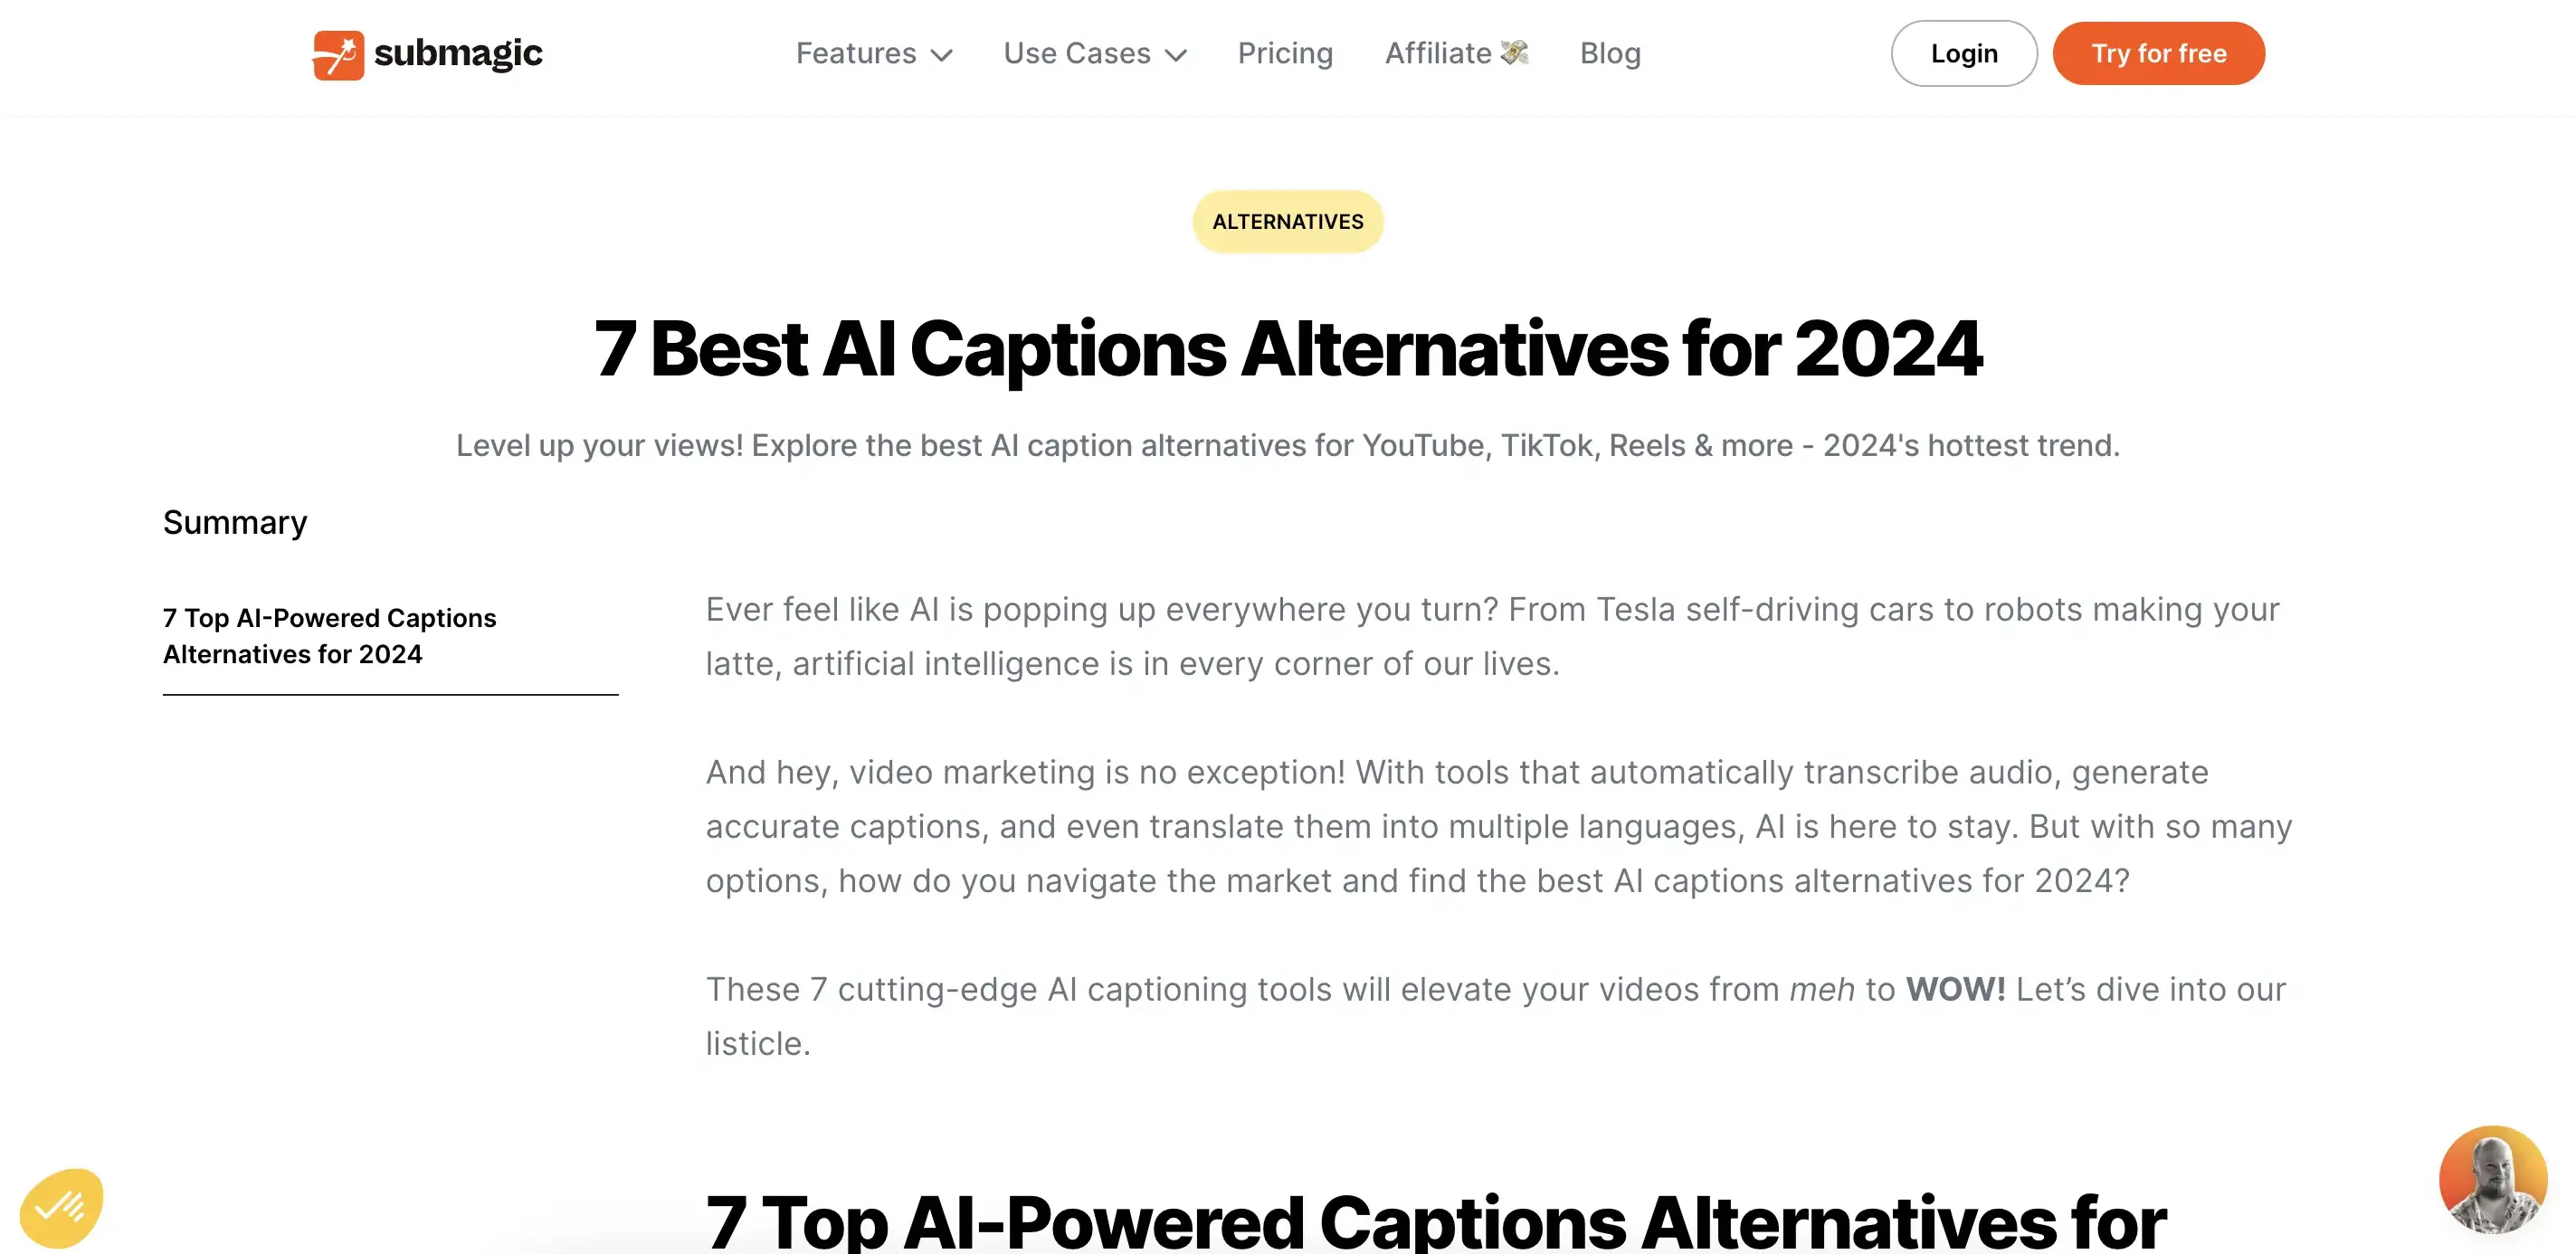 submagic
Features
Use Cases
Pricing
Affiliate 💸
Blog
Login
Try for free
ALTERNATIVES
7 Best AI Captions Alternatives for 2024
Level up your views! Explore the best AI caption alternatives for YouTube, TikTok, Reels & more - 2024's hottest trend.
Summary
7 Top AI-Powered Captions
Alternatives for 2024
Ever feel like AI is popping up everywhere you turn? From Tesla self-driving cars to robots making your
latte, artificial intelligence is in every corner of our lives.
And hey, video marketing is no exception! With tools that automatically transcribe audio, generate
accurate captions, and even translate them into multiple languages, AI is here to stay. But with so many
options, how do you navigate the market and find the best AI captions alternatives for 2024?
These 7 cutting-edge AI captioning tools will elevate your videos from meh to WOW! Let’s dive into our
listicle.
7 Top AI-Powered Captions Alternatives for